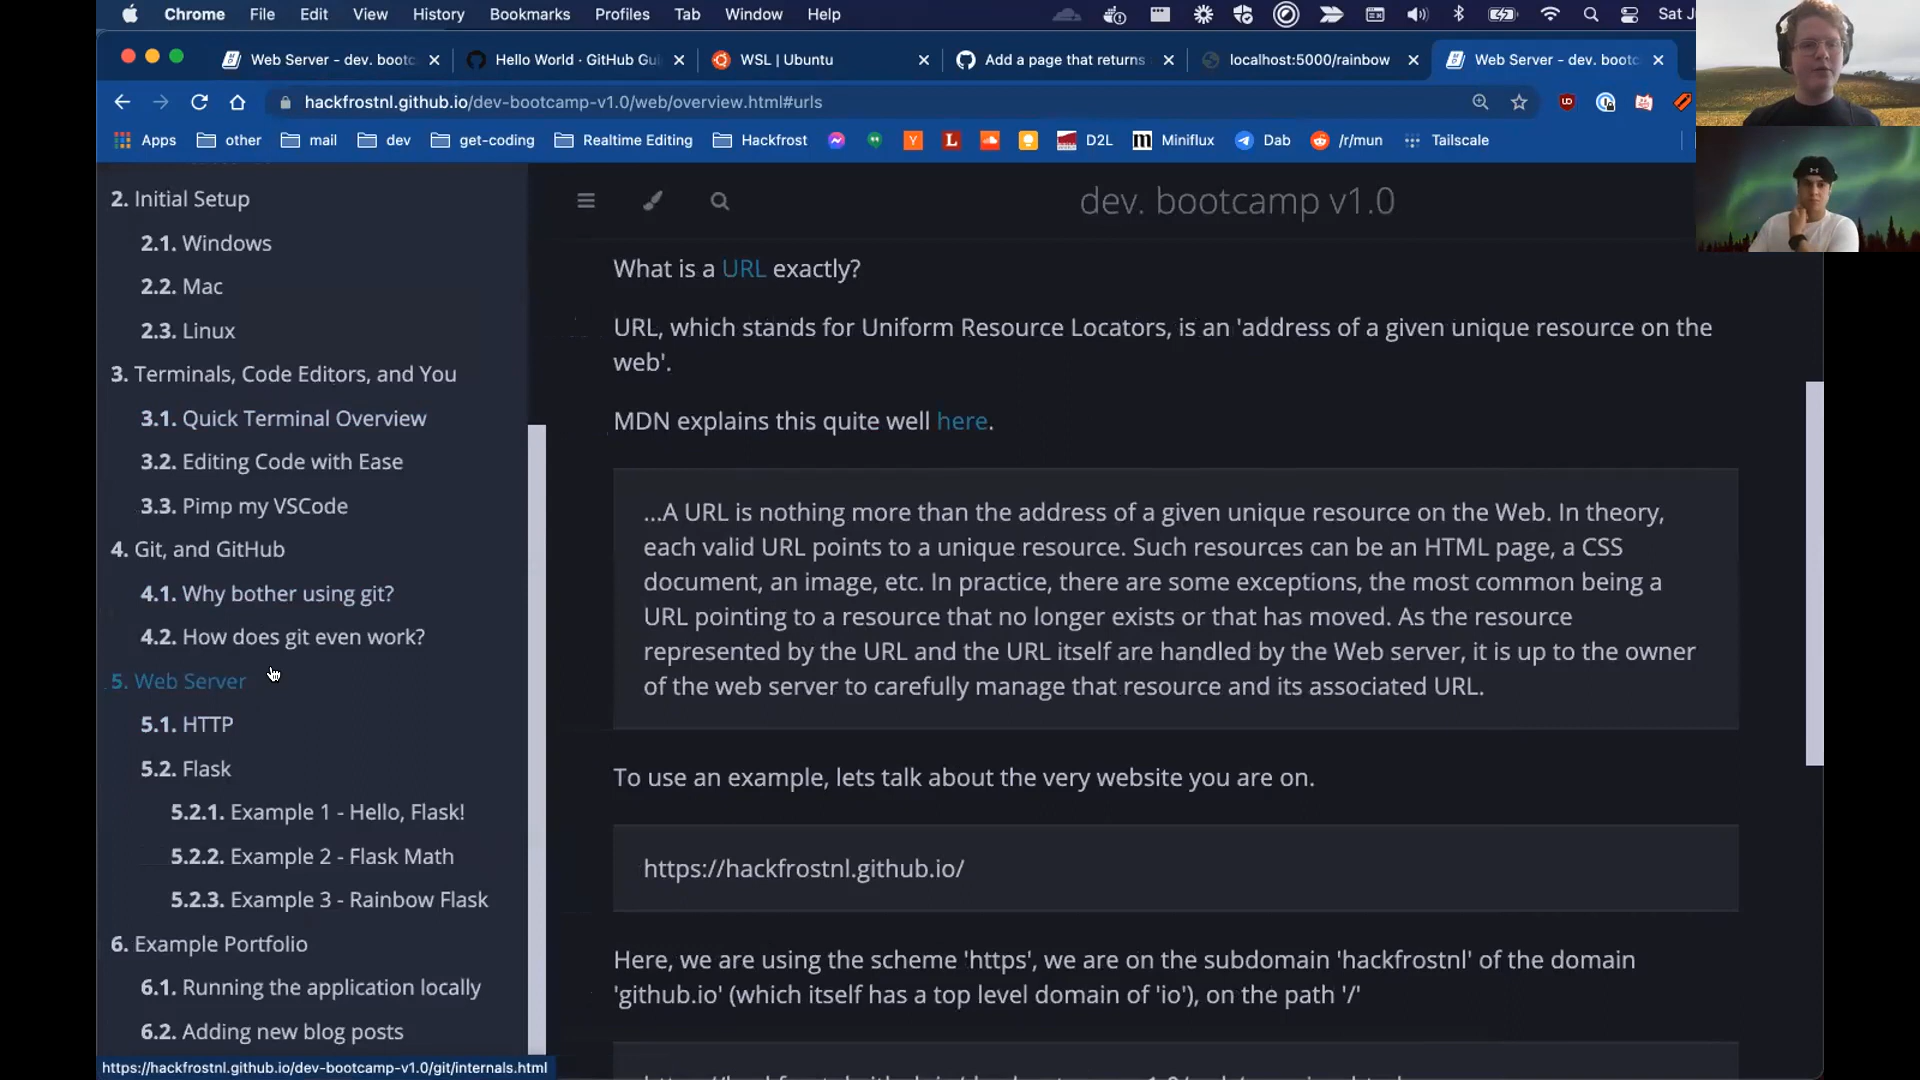 Chrome File Edit View History Bookmarks Profiles Tab Window Help Sat J
Web Server - dev. bootc
Hello World · GitHub Gui
WSL | Ubuntu
Add a page that returns
localhost:5000/rainbow
Web Server - dev. bootc
hackfrostnl.github.io/dev-bootcamp-v1.0/web/overview.html#urls
Apps other mail dev get-coding Realtime Editing Hackfrost D2L Miniflux Dab /r/mun Tailscale
2. Initial Setup
2.1. Windows
2.2. Mac
2.3. Linux
3. Terminals, Code Editors, and You
3.1. Quick Terminal Overview
3.2. Editing Code with Ease
3.3. Pimp my VSCode
4. Git, and GitHub
4.1. Why bother using git?
4.2. How does git even work?
5. Web Server
5.1. HTTP
5.2. Flask
5.2.1. Example 1 - Hello, Flask!
5.2.2. Example 2 - Flask Math
5.2.3. Example 3 - Rainbow Flask
6. Example Portfolio
6.1. Running the application locally
6.2. Adding new blog posts
https://hackfrostnl.github.io/dev-bootcamp-v1.0/git/internals.html
dev. bootcamp v1.0
What is a URL exactly?
URL, which stands for Uniform Resource Locators, is an 'address of a given unique resource on the
web'.
MDN explains this quite well here.
...A URL is nothing more than the address of a given unique resource on the Web. In theory,
each valid URL points to a unique resource. Such resources can be an HTML page, a CSS
document, an image, etc. In practice, there are some exceptions, the most common being a
URL pointing to a resource that no longer exists or that has moved. As the resource
represented by the URL and the URL itself are handled by the Web server, it is up to the owner
of the web server to carefully manage that resource and its associated URL.
To use an example, lets talk about the very website you are on.
https://hackfrostnl.github.io/
Here, we are using the scheme 'https', we are on the subdomain 'hackfrostnl' of the domain
'github.io' (which itself has a top level domain of 'io'), on the path '/'